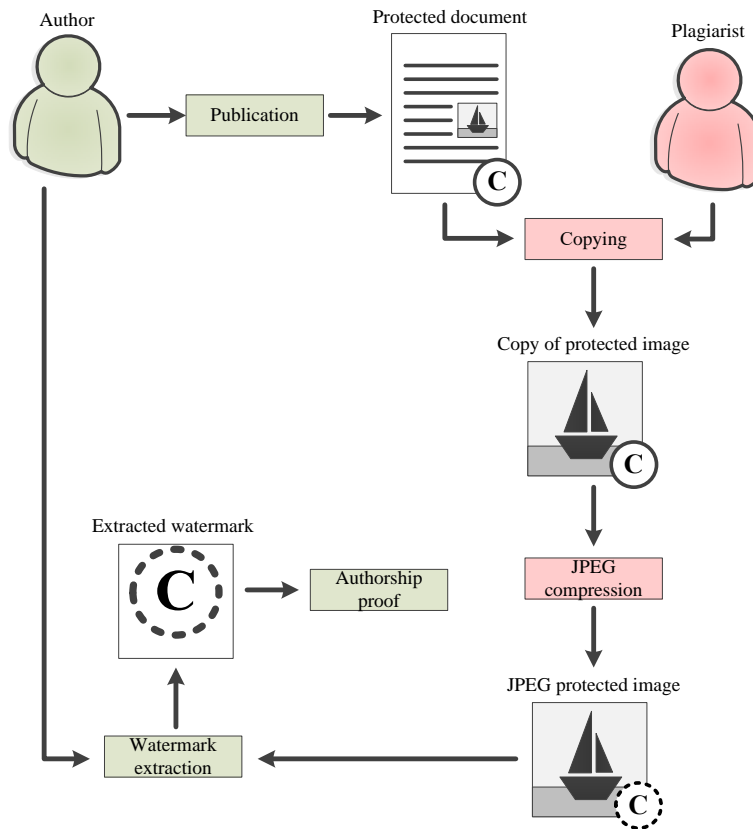 Author
Protected document
Plagiarist
Publication
C
Copying
Copy of protected image
C
Extracted watermark
C
Authorship
proof
JPEG
compression
JPEG protected image
Watermark
extraction
C